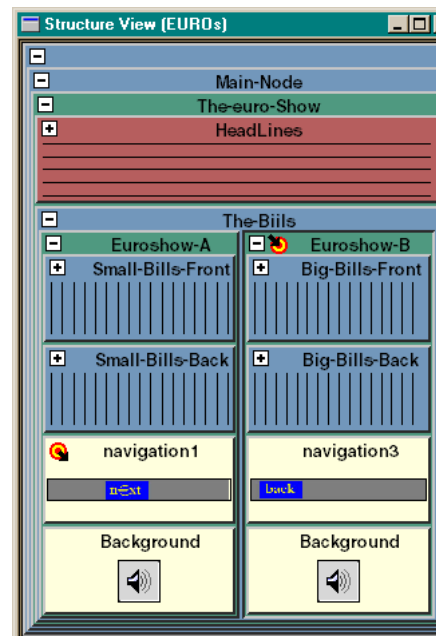 Structure View (EUROs)
Main-Node
The-euro-Show
HeadLines
The-Biils
Euroshow-A
Euroshow-B
Small-Bills-Front
Big-Bills-Front
Small-Bills-Back
Big-Bills-Back
navigation1
navigation3
n€xt
back
Background
Background